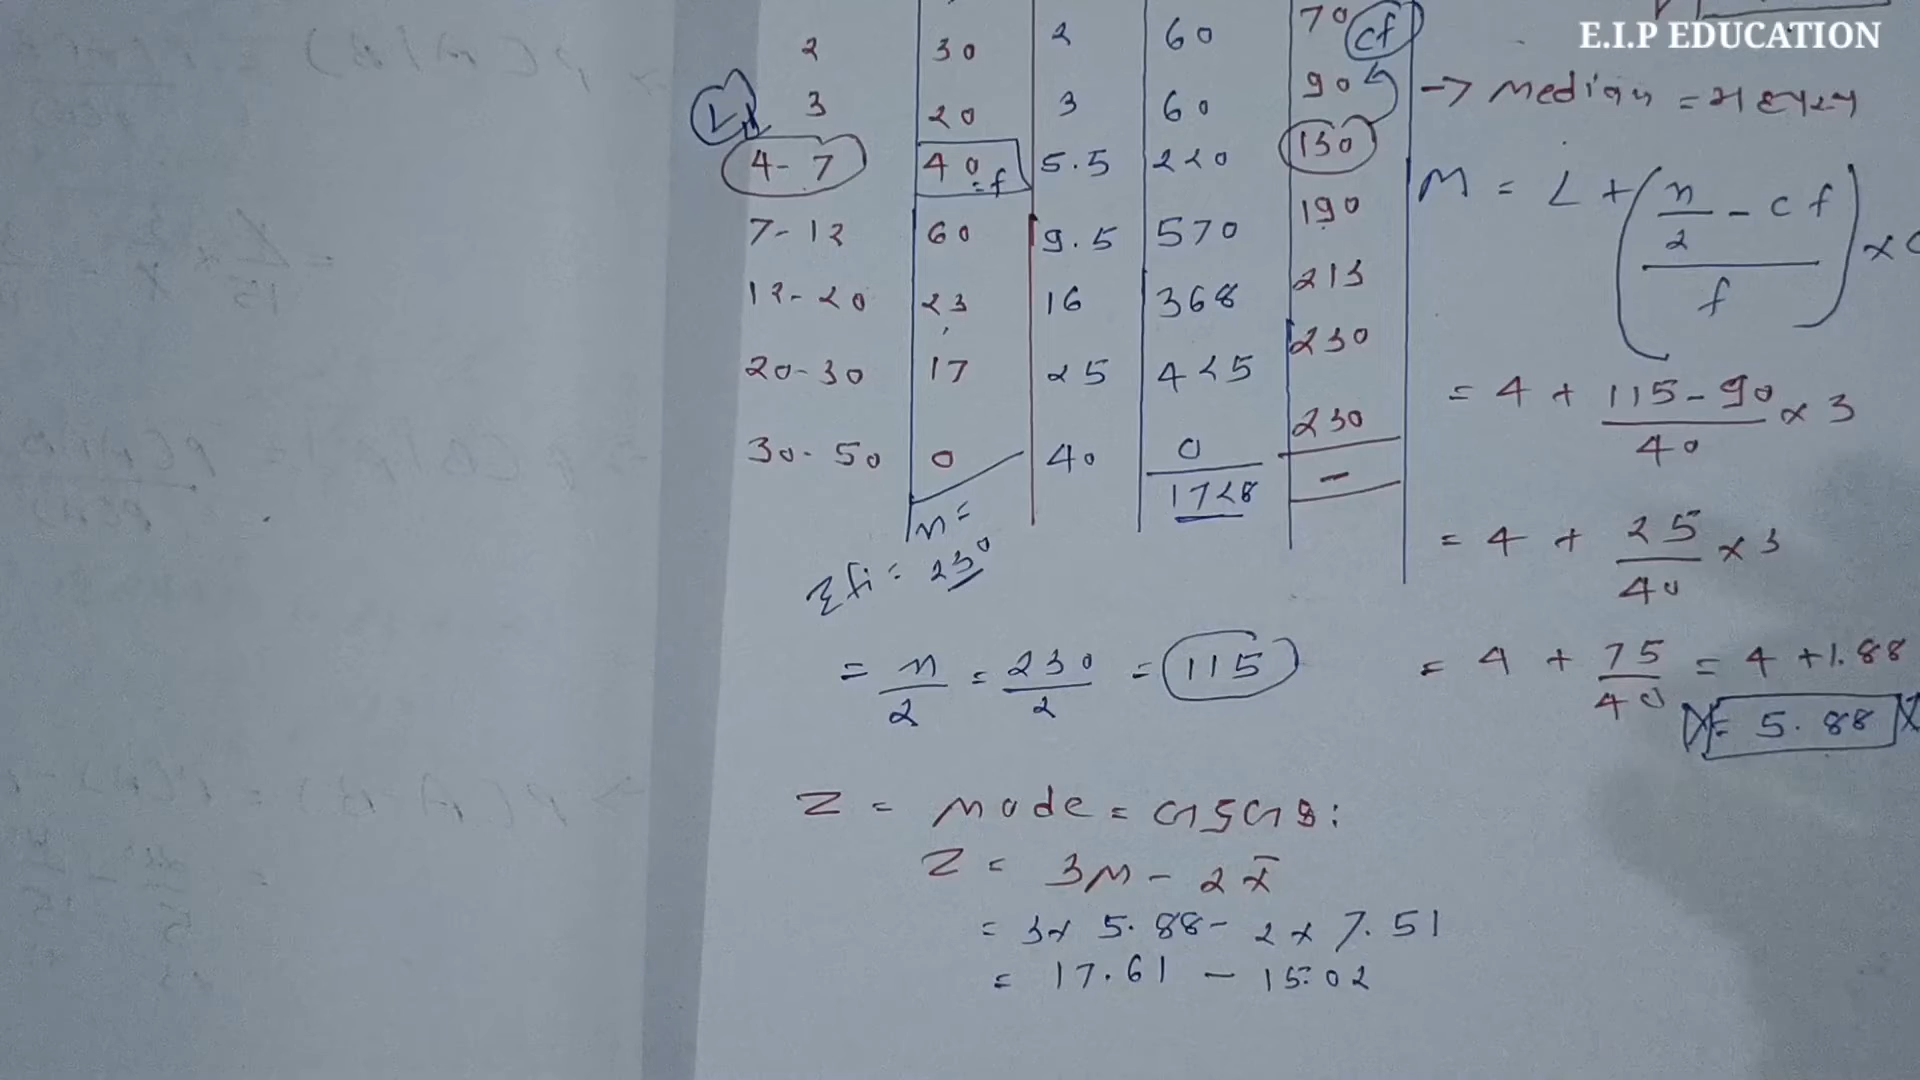 E.I.P EDUCATION
2 30 2 60 70 cf
3 20 3 60 90
L
4-7 40=f 5.5 220 130
7-12 60 9.5 570 190
12-20 23 16 368 213
20-30 17 25 425 230
30-50 0 40 0 230
1728 -
n=
Σfi = 230
= n/2 = 230/2 = 115
→ median =
M = L + (n/2 - cf / f) ×
= 4 + 115-90/40 × 3
= 4 + 25/40 × 3
= 4 + 75/40 = 4 + 1.88
= 5.88
Z = mode =
Z = 3M - 2x̄
= 3× 5.88 - 2 × 7.51
= 17.61 - 15.02